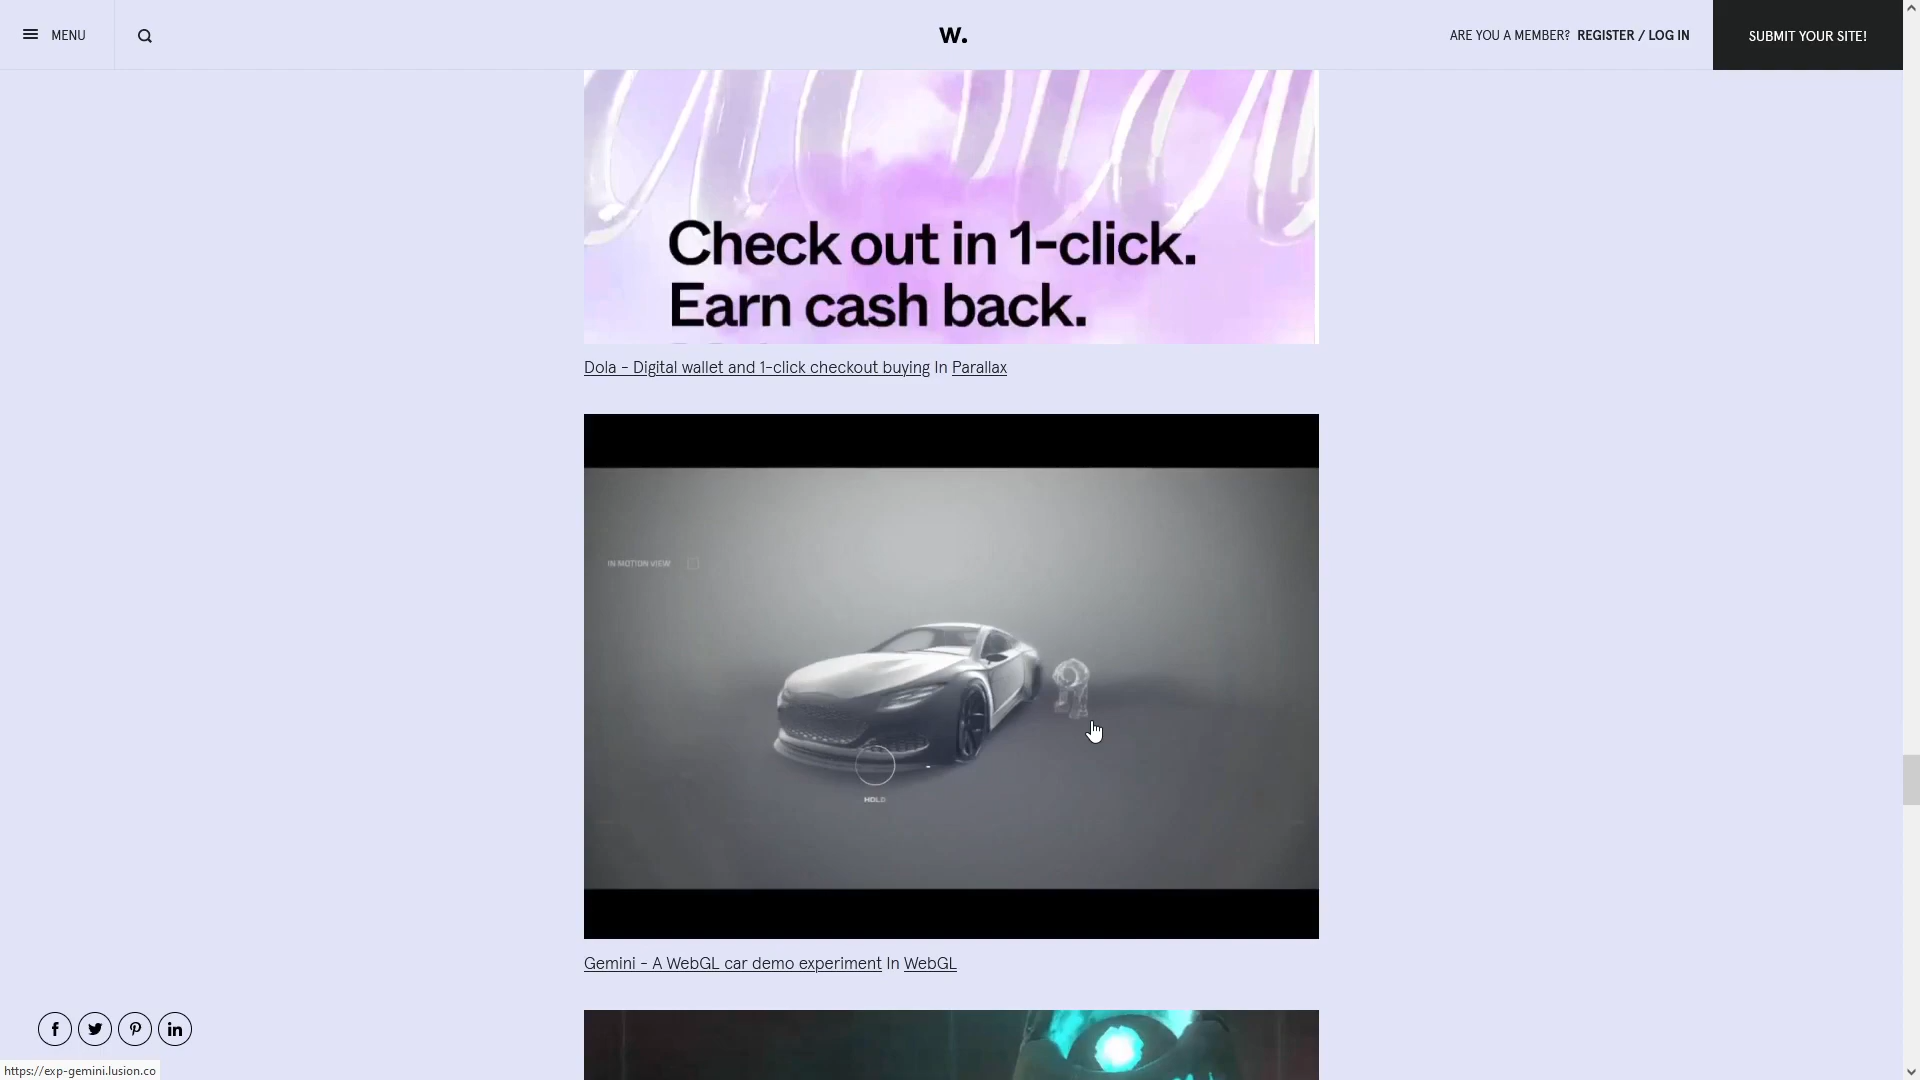 MENU
W.
ARE YOU A MEMBER? REGISTER / LOG IN
SUBMIT YOUR SITE!
Check out in 1-click.
Earn cash back.
Dola - Digital wallet and 1-click checkout buying In Parallax
IN MOTION VIEW
HOLD
Gemini - A WebGL car demo experiment In WebGL
https://exp-gemini.lusion.co